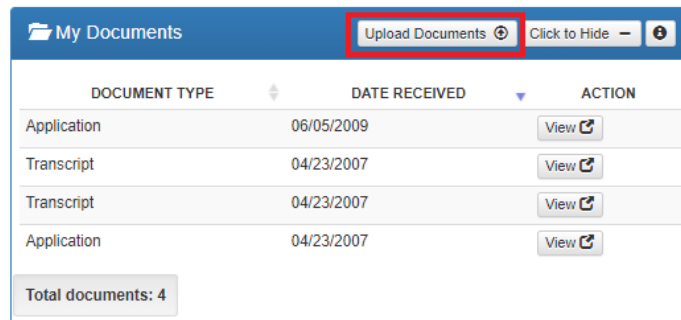 My Documents Upload Documents Click to Hide
DOCUMENT TYPE DATE RECEIVED ACTION
Application 06/05/2009 View
Transcript 04/23/2007 View
Transcript 04/23/2007 View
Application 04/23/2007 View
Total documents: 4